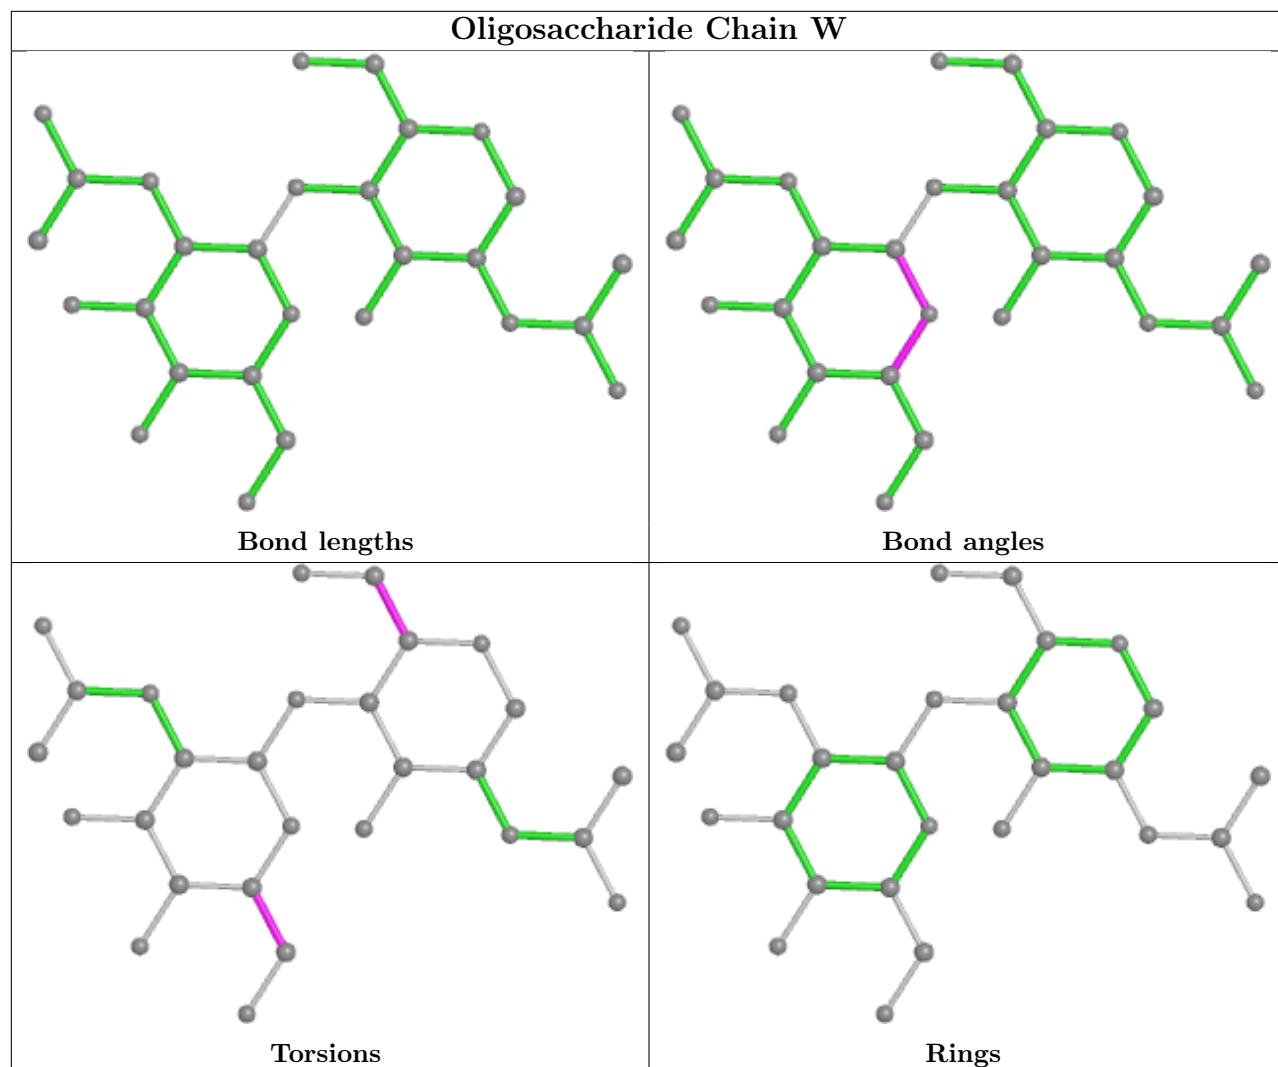 Oligosaccharide Chain W
Bond lengths
Bond angles
Torsions
Rings